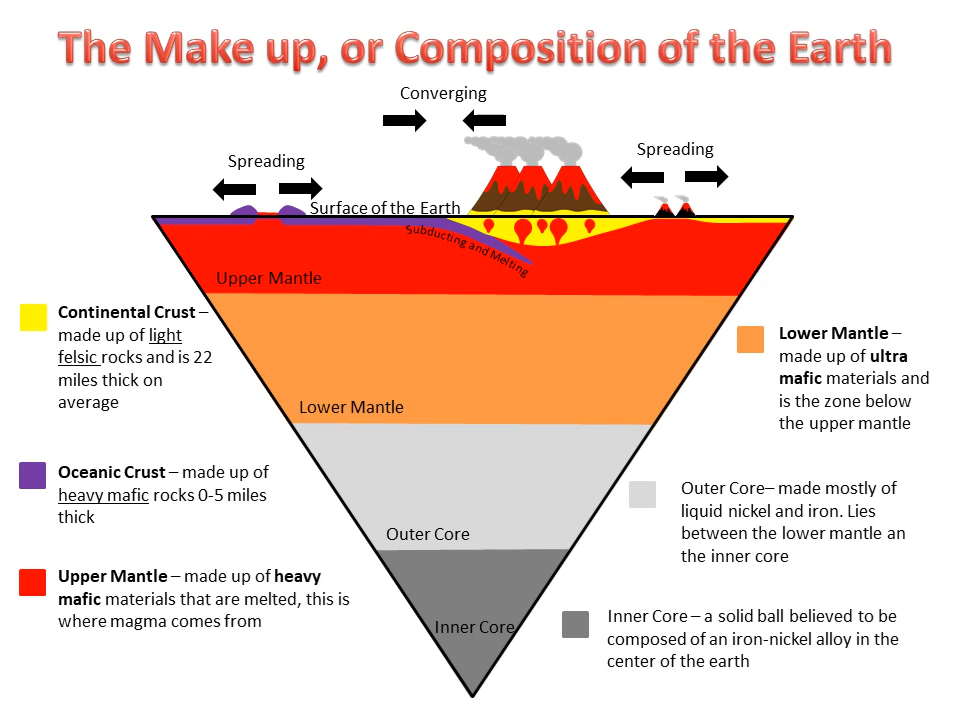 The Make up, or Composition of the Earth
Converging
Spreading
Spreading
Surface of the Earth
Subducting and Melting
Upper Mantle
Continental Crust –
made up of light
felsic rocks and is 22
miles thick on
average
Lower Mantle –
made up of ultra
mafic materials and
is the zone below
the upper mantle
Lower Mantle
Oceanic Crust – made up of
heavy mafic rocks 0-5 miles
thick
Outer Core– made mostly of
liquid nickel and iron. Lies
between the lower mantle an
the inner core
Outer Core
Upper Mantle – made up of heavy
mafic materials that are melted, this is
where magma comes from
Inner Core
Inner Core – a solid ball believed to be
composed of an iron-nickel alloy in the
center of the earth